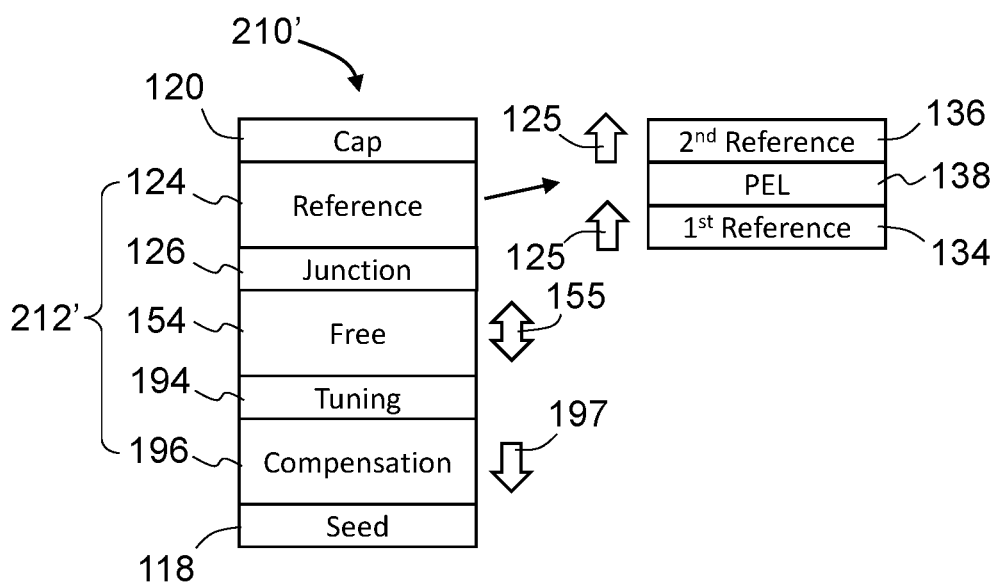 210’
120
Cap
125
2nd Reference
136
124
Reference
PEL
138
1st Reference
125
134
126
Junction
212’
154
Free
155
194
Tuning
197
196
Compensation
Seed
118